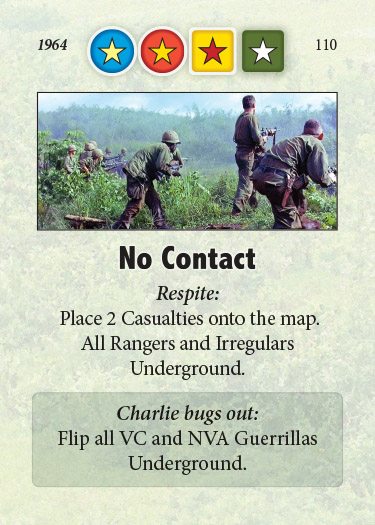 1964
110
No Contact
Respite:
Place 2 Casualties onto the map.
All Rangers and Irregulars
Underground.
Charlie bugs out:
Flip all VC and NVA Guerrillas
Underground.